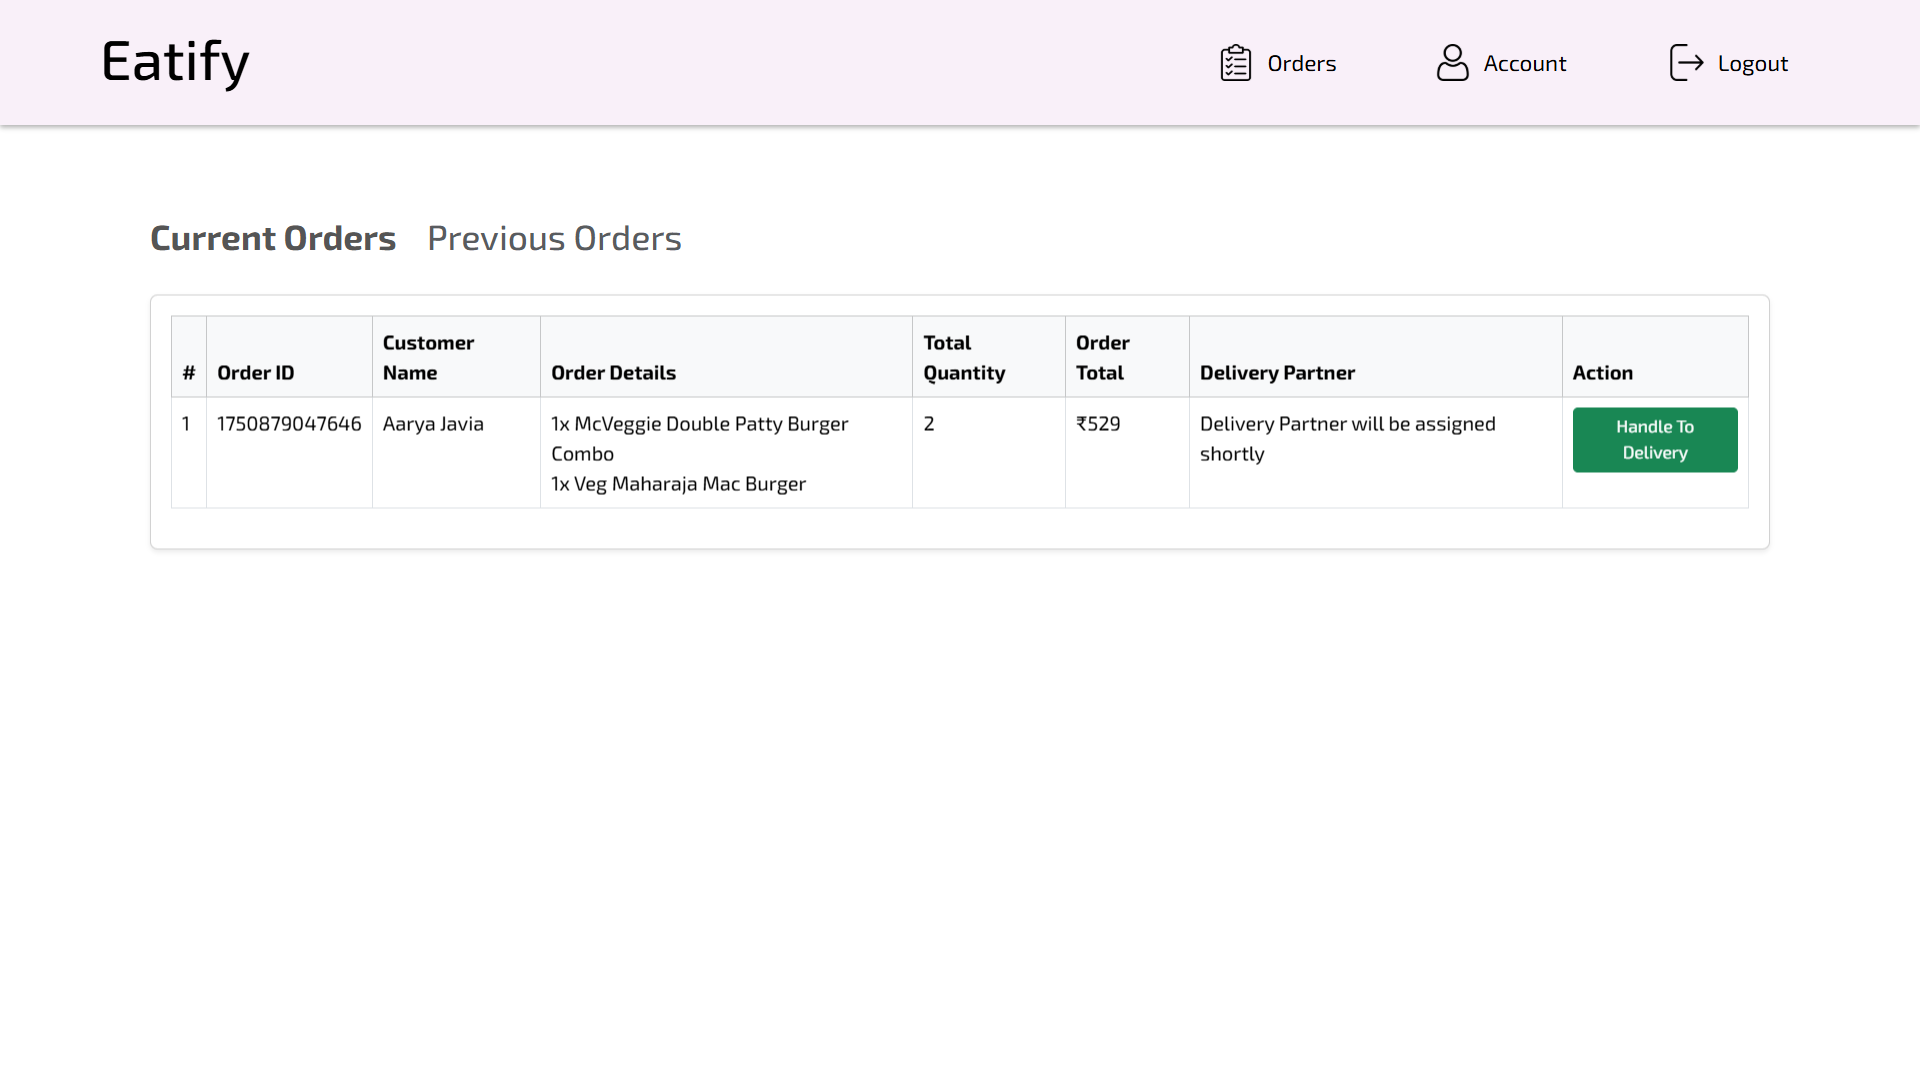 Eatify
Orders
Account
Logout
Current Orders
Previous Orders
#
Order ID
Customer
Name
Order Details
Total
Quantity
Order
Total
Delivery Partner
Action
1
1750879047646
Aarya Javia
1x McVeggie Double Patty Burger
Combo
1x Veg Maharaja Mac Burger
2
₹529
Delivery Partner will be assigned
shortly
Handle To
Delivery